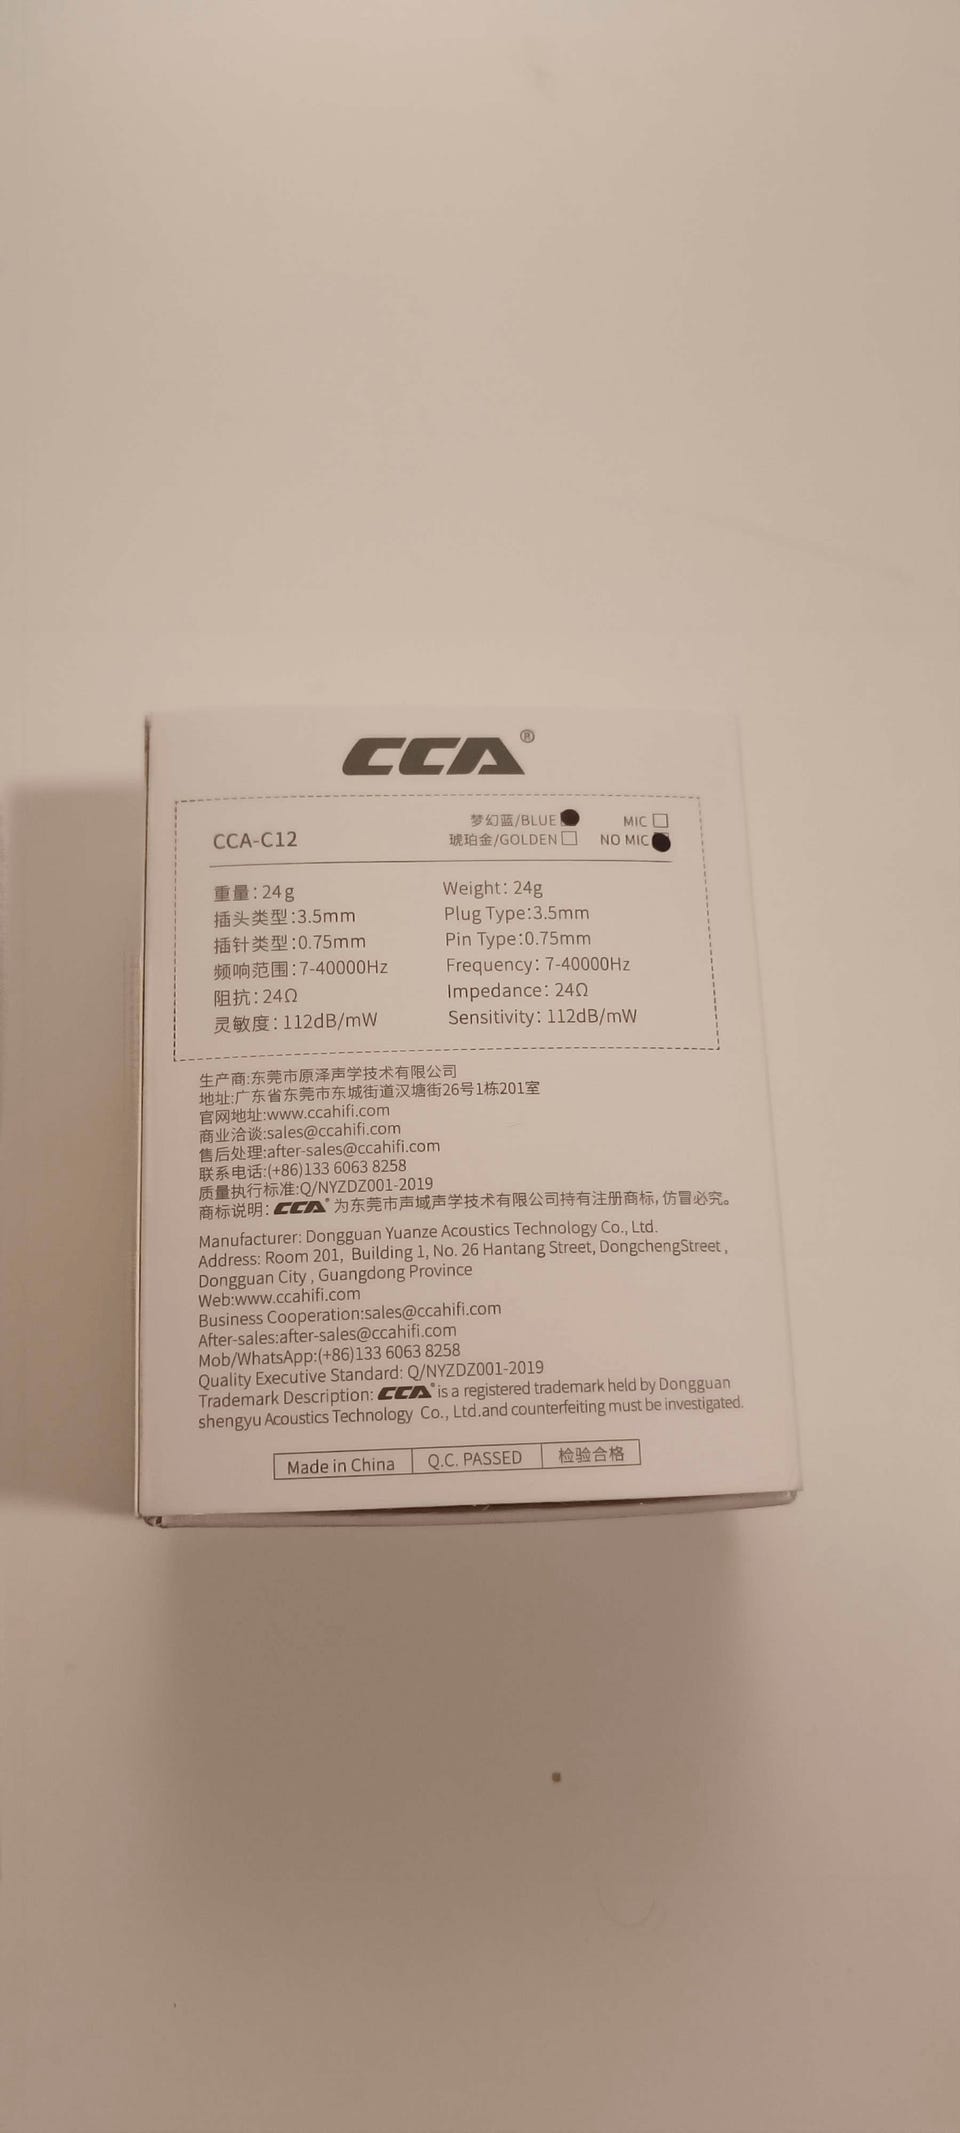 CCA®
CCA-C12
梦幻蓝/BLUE MIC
琥珀金/GOLDEN NO MIC
重量:24g Weight: 24g
插头类型:3.5mm Plug Type:3.5mm
插针类型:0.75mm Pin Type:0.75mm
频响范围:7-40000Hz Frequency: 7-40000Hz
阻抗:24Ω Impedance: 24Ω
灵敏度: 112dB/mW Sensitivity: 112dB/mW
生产商:东莞市原泽声学技术有限公司
地址:广东省东莞市东城街道汉塘街26号1栋201室
官网地址:www.ccahifi.com
商业洽谈:sales@ccahifi.com
售后处理:after-sales@ccahifi.com
联系电话:(+86)133 6063 8258
质量执行标准:Q/NYZDZ001-2019
商标说明: CCA® 为东莞市声域声学技术有限公司持有注册商标, 仿冒必究。
Manufacturer: Dongguan Yuanze Acoustics Technology Co., Ltd.
Address: Room 201, Building 1, No. 26 Hantang Street, DongchengStreet ,
Dongguan City , Guangdong Province
Web:www.ccahifi.com
Business Cooperation:sales@ccahifi.com
After-sales:after-sales@ccahifi.com
Mob/WhatsApp:(+86)133 6063 8258
Quality Executive Standard: Q/NYZDZ001-2019
Trademark Description: CCA® is a registered trademark held by Dongguan
shengyu Acoustics Technology Co., Ltd.and counterfeiting must be investigated.
Made in China Q.C. PASSED 检验合格